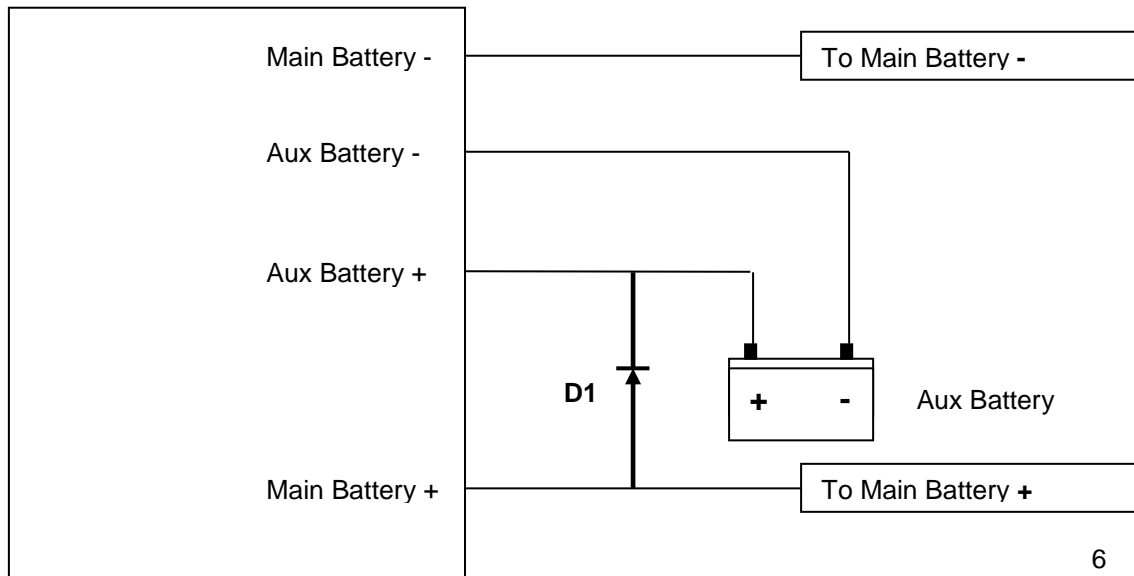 Main Battery -
To Main Battery -
Aux Battery -
Aux Battery +
D1
+ -
Aux Battery
Main Battery +
To Main Battery +
6